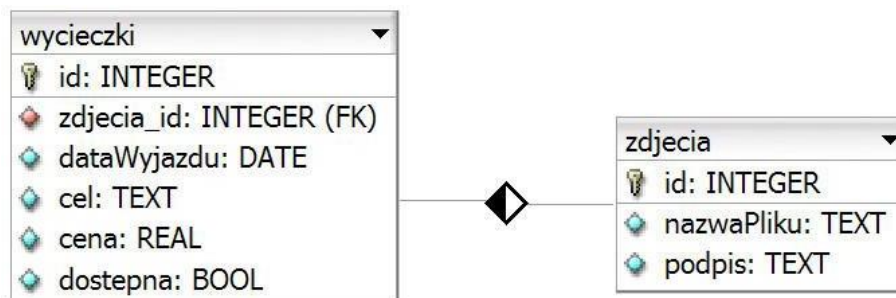 wycieczki
id: INTEGER
zdjecia_id: INTEGER (FK)
dataWyjazdu: DATE
cel: TEXT
cena: REAL
dostepna: BOOL
zdjecia
id: INTEGER
nazwaPliku: TEXT
podpis: TEXT